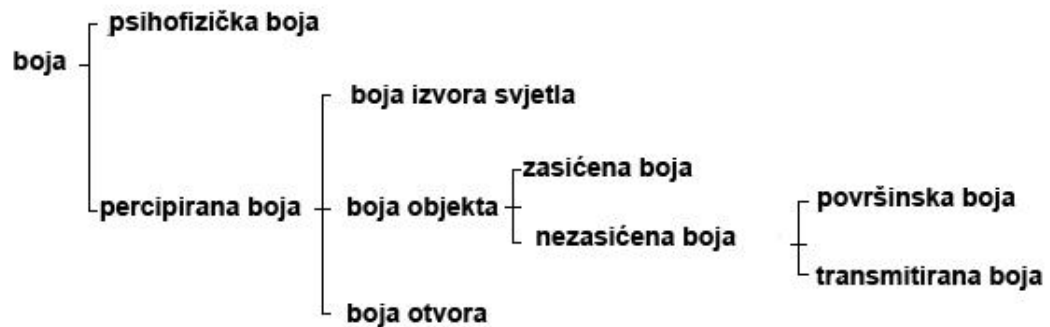 psihofizička boja
boja
boja izvora svjetla
zasićena boja
površinska boja
percipirana boja
boja objekta
nezasićena boja
transmitirana boja
boja otvora